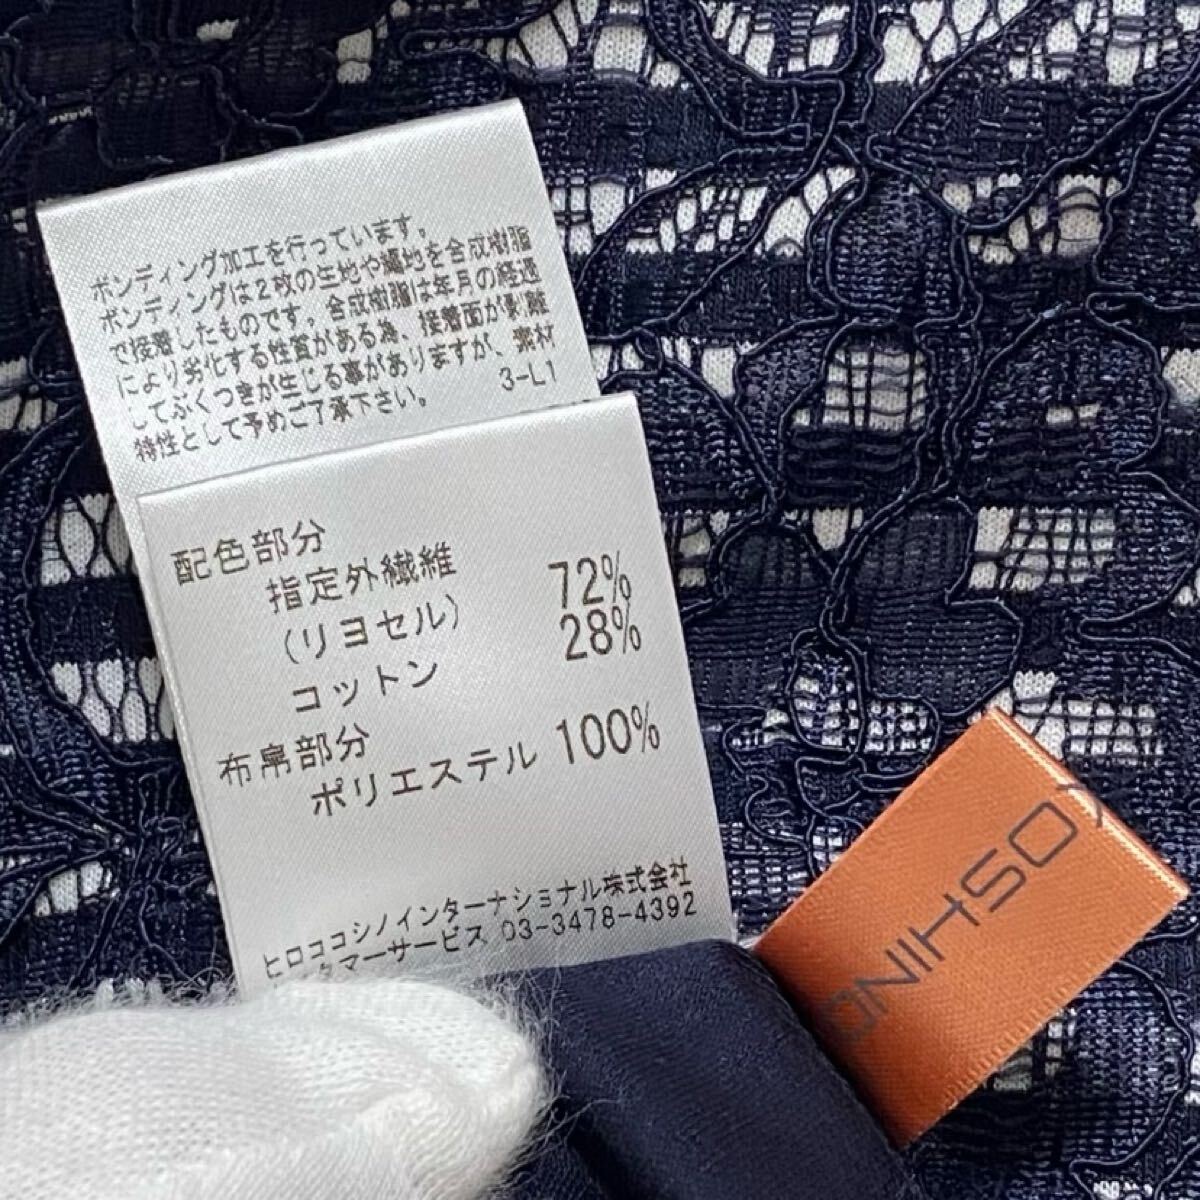 ボンディング加工を行っています。
ボンディングは2枚の生地や編地を合成樹脂
で接着したものです。合成樹脂は年月の経過
により劣化する性質がある為、接着面が剥離
してぶくつきが生じる事がありますが、素材
特性として予めご了承下さい。
3-L1
配色部分
指定外繊維
(リヨセル) 72%
コットン 28%
布帛部分
ポリエステル 100%
ヒロココシノインターナショナル株式会社
タマーサービス 03-3478-4392
OSHINO